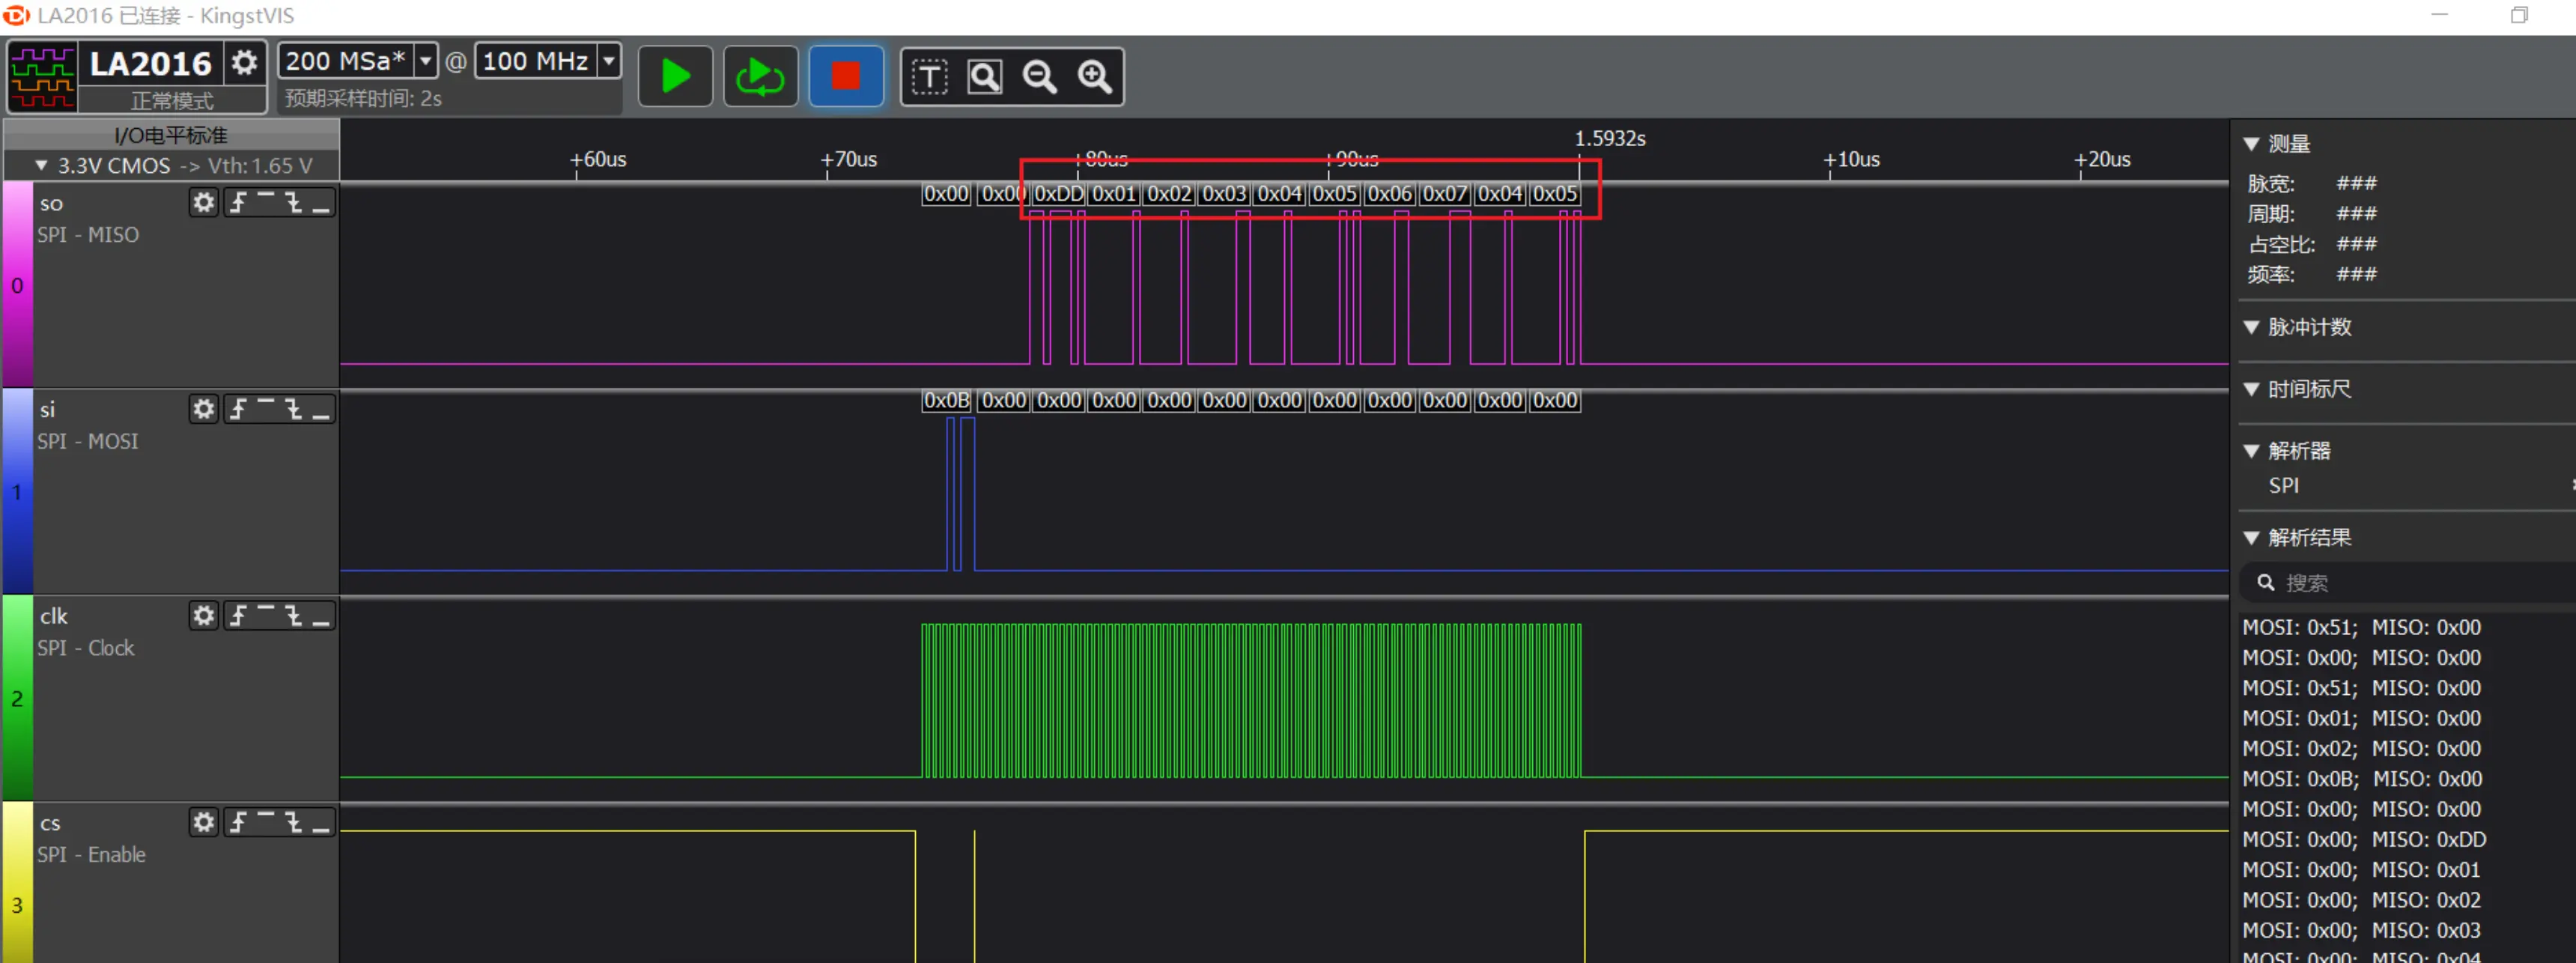 LA2016 已连接 - KingstVIS
LA2016
正常模式
200 MSa* @ 100 MHz
预期采样时间: 2s
I/O电平标准
3.3V CMOS -> Vth:1.65 V
1.5932s
+60us +70us +80us +90us +10us +20us
so
SPI - MISO
0
0x00 0x00 0xDD 0x01 0x02 0x03 0x04 0x05 0x06 0x07 0x04 0x05
si
SPI - MOSI
1
0x0B 0x00 0x00 0x00 0x00 0x00 0x00 0x00 0x00 0x00 0x00 0x00
clk
SPI - Clock
2
cs
SPI - Enable
3
测量
脉宽: ###
周期: ###
占空比: ###
频率: ###
脉冲计数
时间标尺
解析器
SPI
解析结果
搜索
MOSI: 0x51; MISO: 0x00
MOSI: 0x00; MISO: 0x00
MOSI: 0x51; MISO: 0x00
MOSI: 0x01; MISO: 0x00
MOSI: 0x02; MISO: 0x00
MOSI: 0x0B; MISO: 0x00
MOSI: 0x00; MISO: 0x00
MOSI: 0x00; MISO: 0xDD
MOSI: 0x00; MISO: 0x01
MOSI: 0x00; MISO: 0x02
MOSI: 0x00; MISO: 0x03
MOSI: 0x00; MISO: 0x04